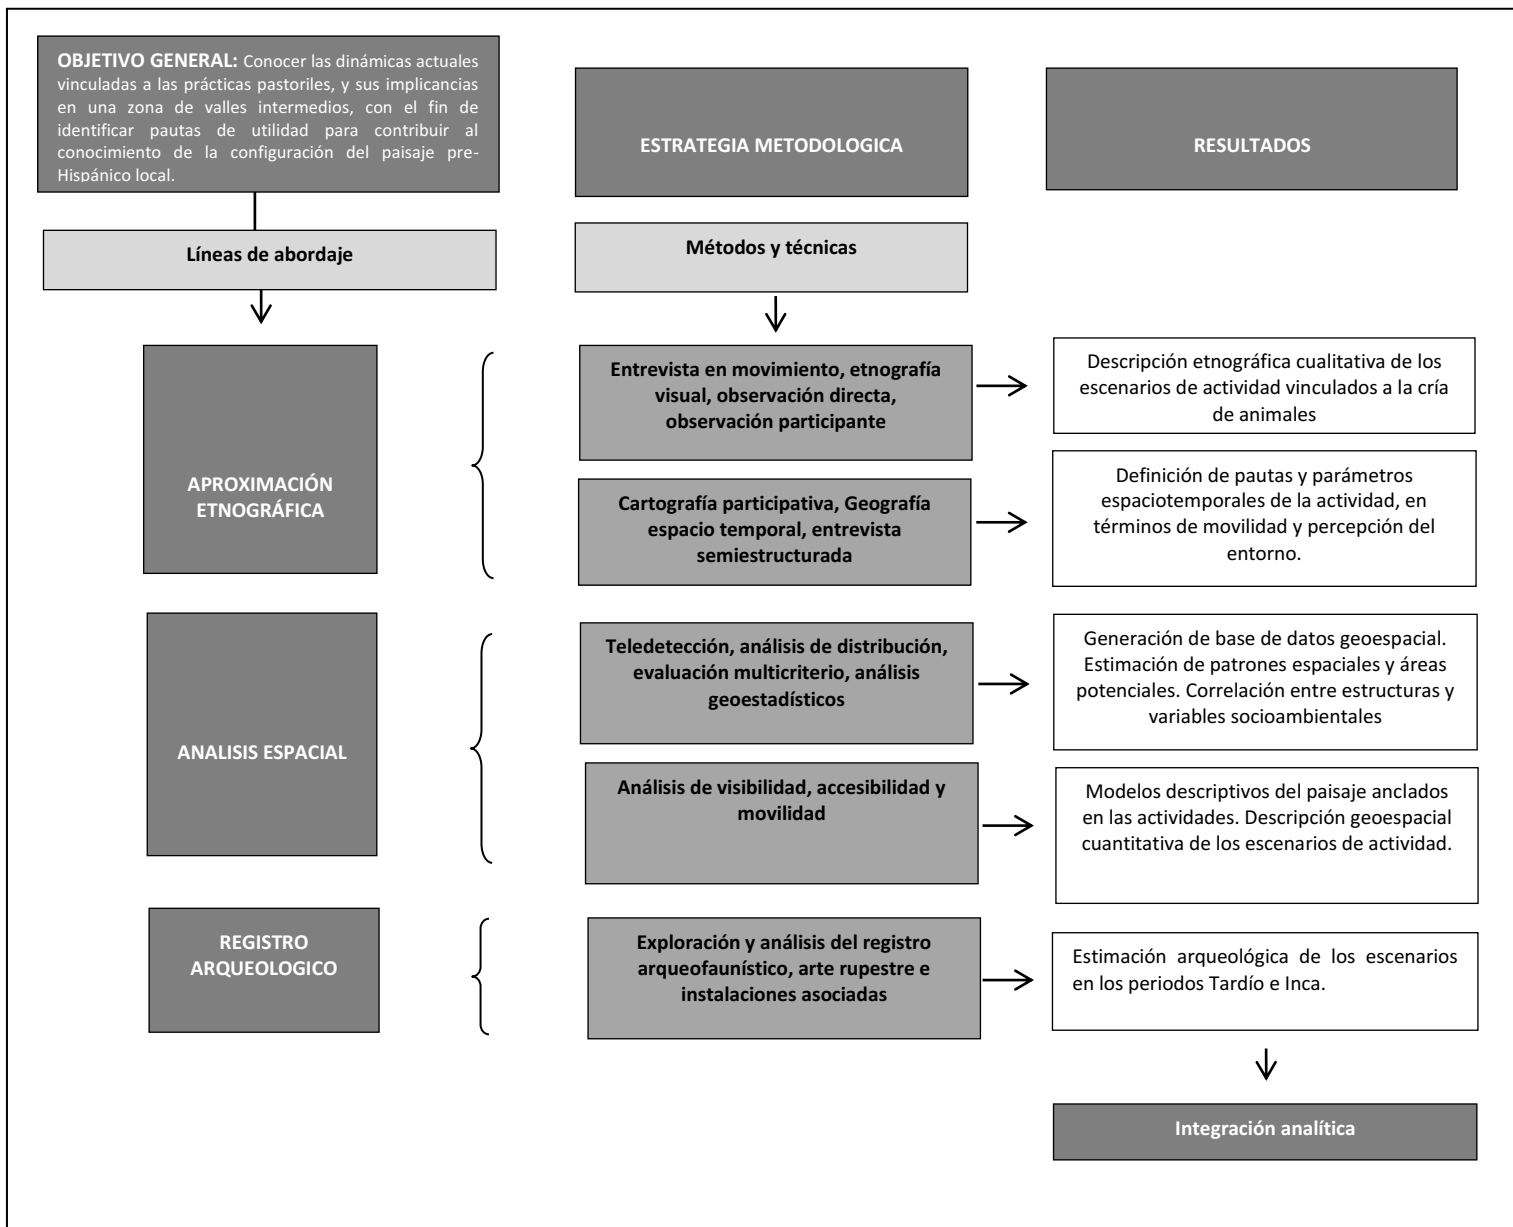 OBJETIVO GENERAL: Conocer las dinámicas actuales
vinculadas a las prácticas pastoriles, y sus implicancias
en una zona de valles intermedios, con el fin de
identificar pautas de utilidad para contribuir al
conocimiento de la configuración del paisaje pre-
Hispánico local.
ESTRATEGIA METODOLOGICA
RESULTADOS
Líneas de abordaje
Métodos y técnicas
APROXIMACIÓN
ETNOGRÁFICA
Entrevista en movimiento, etnografía
visual, observación directa,
observación participante
Descripción etnográfica cualitativa de los
escenarios de actividad vinculados a la cría
de animales
Cartografía participativa, Geografía
espacio temporal, entrevista
semiestructurada
Definición de pautas y parámetros
espaciotemporales de la actividad, en
términos de movilidad y percepción del
entorno.
ANALISIS ESPACIAL
Teledetección, análisis de distribución,
evaluación multicriterio, análisis
geoestadísticos
Generación de base de datos geoespacial.
Estimación de patrones espaciales y áreas
potenciales. Correlación entre estructuras y
variables socioambientales
Análisis de visibilidad, accesibilidad y
movilidad
Modelos descriptivos del paisaje anclados
en las actividades. Descripción geoespacial
cuantitativa de los escenarios de actividad.
REGISTRO
ARQUEOLOGICO
Exploración y análisis del registro
arqueofaunístico, arte rupestre e
instalaciones asociadas
Estimación arqueológica de los escenarios
en los periodos Tardío e Inca.
Integración analítica